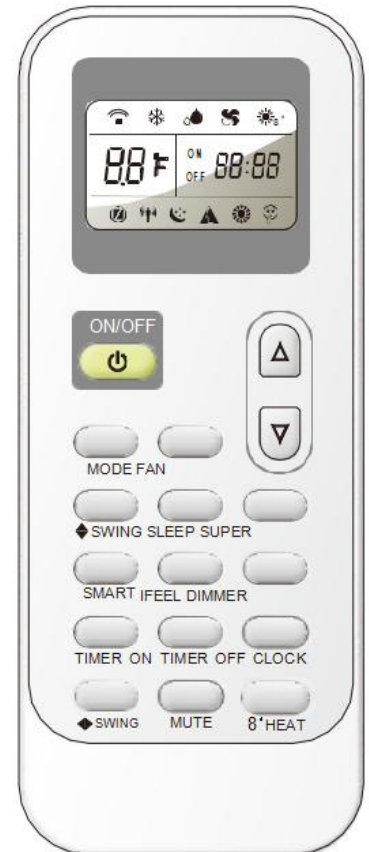 88 F
ON
OFF 88:88
ON/OFF
MODE FAN
SWING SLEEP SUPER
SMART IFEEL DIMMER
TIMER ON TIMER OFF CLOCK
SWING MUTE 8°HEAT